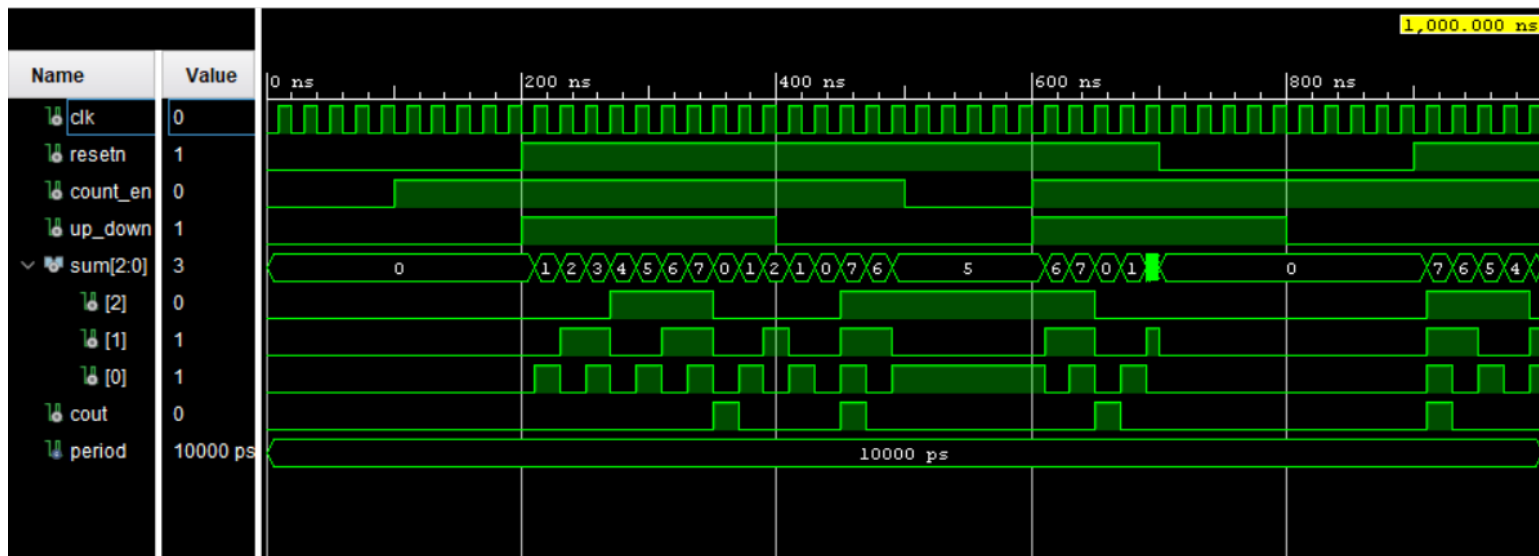 1,000.000 ns
Name Value 0 ns 200 ns 400 ns 600 ns 800 ns
clk 0
resetn 1
count_en 0
up_down 1
sum[2:0] 3 0 1 2 3 4 5 6 7 0 1 2 1 0 7 6 5 6 7 0 1 0 7 6 5 4
[2] 0
[1] 1
[0] 1
cout 0
period 10000 ps 10000 ps